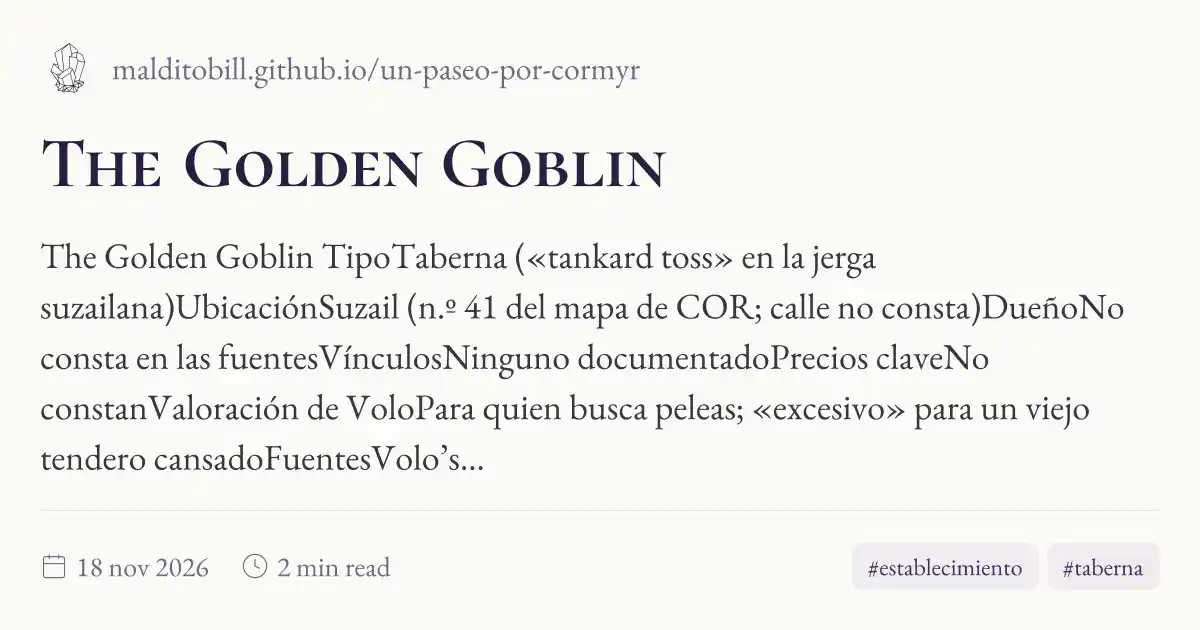 malditobill.github.io/un-paseo-por-cormyr
The Golden Goblin
The Golden Goblin TipoTaberna («tankard toss» en la jerga
suzailana)UbicaciónSuzail (n.º 41 del mapa de COR; calle no consta)DueñoNo
consta en las fuentesVínculosNinguno documentadoPrecios claveNo
constanValoración de VoloPara quien busca peleas; «excesivo» para un viejo
tendero cansadoFuentesVolo’s...
18 nov 2026 2 min read #establecimiento #taberna